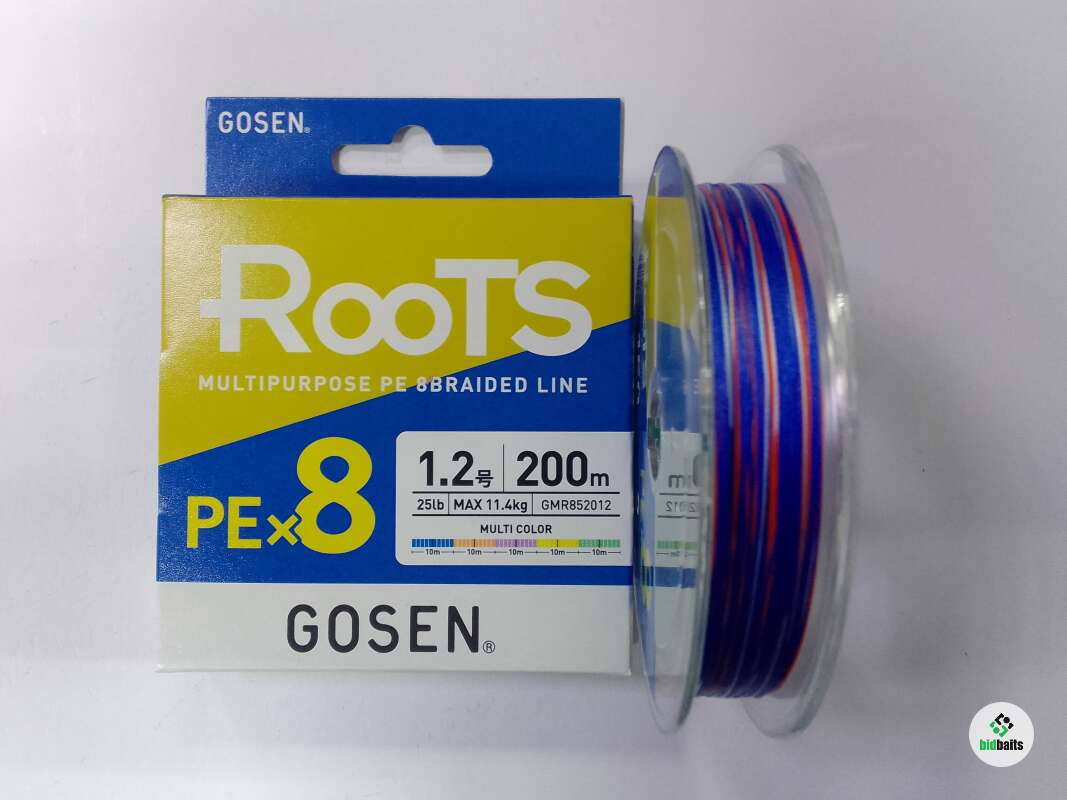 GOSEN®
RooTS
MULTIPURPOSE PE 8BRAIDED LINE
PE×8
1.2号 200m
25lb MAX 11.4kg GMR852012
MULTI COLOR
10m 10m 10m 10m 10m
GOSEN®
bidbaits